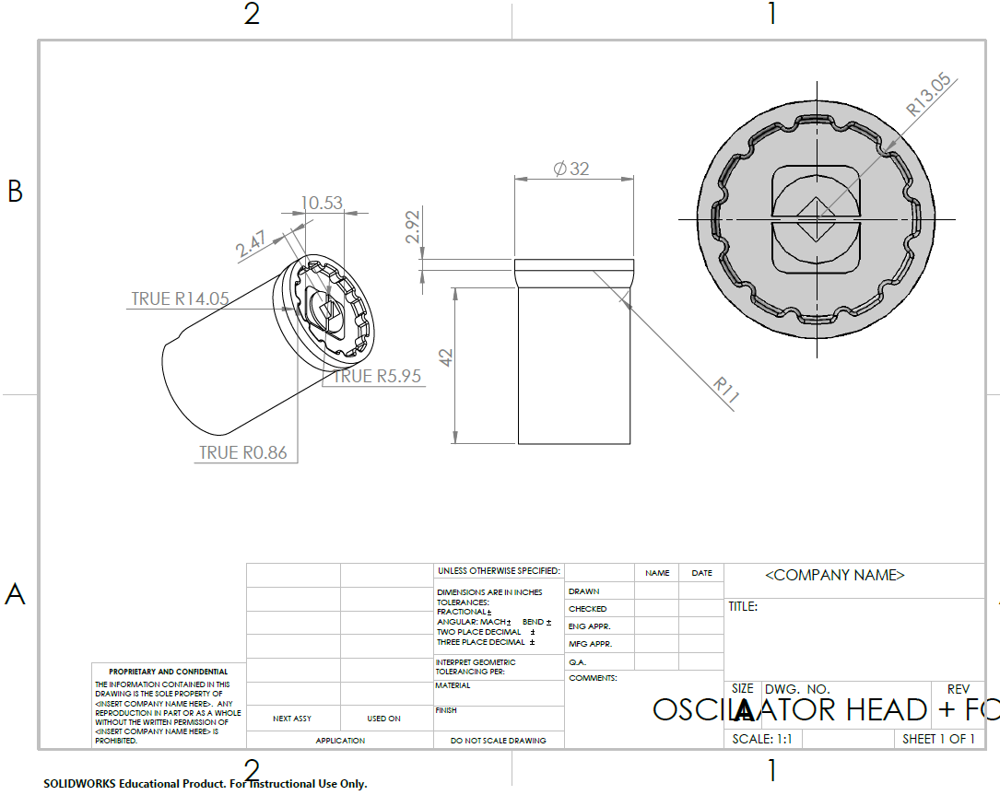 2
1
B
10.53
2.47
TRUE R14.05
TRUE R5.95
TRUE R0.86
∅32
2.92
42
R11
R13.05
A
UNLESS OTHERWISE SPECIFIED:
DIMENSIONS ARE IN INCHES
TOLERANCES:
FRACTIONAL±
ANGULAR: MACH± BEND ±
TWO PLACE DECIMAL ±
THREE PLACE DECIMAL ±
INTERPRET GEOMETRIC
TOLERANCING PER:
MATERIAL
FINISH
DO NOT SCALE DRAWING
NAME DATE
DRAWN
CHECKED
ENG APPR.
MFG APPR.
Q.A.
COMMENTS:
<COMPANY NAME>
TITLE:
SIZE DWG. NO. REV
A
OSCILLATOR HEAD + FO
SCALE: 1:1
SHEET 1 OF 1
PROPRIETARY AND CONFIDENTIAL
THE INFORMATION CONTAINED IN THIS
DRAWING IS THE SOLE PROPERTY OF
<INSERT COMPANY NAME HERE>. ANY
REPRODUCTION IN PART OR AS A WHOLE
WITHOUT THE WRITTEN PERMISSION OF
<INSERT COMPANY NAME HERE> IS
PROHIBITED.
NEXT ASSY USED ON
APPLICATION
2
1
SOLIDWORKS Educational Product. For Instructional Use Only.